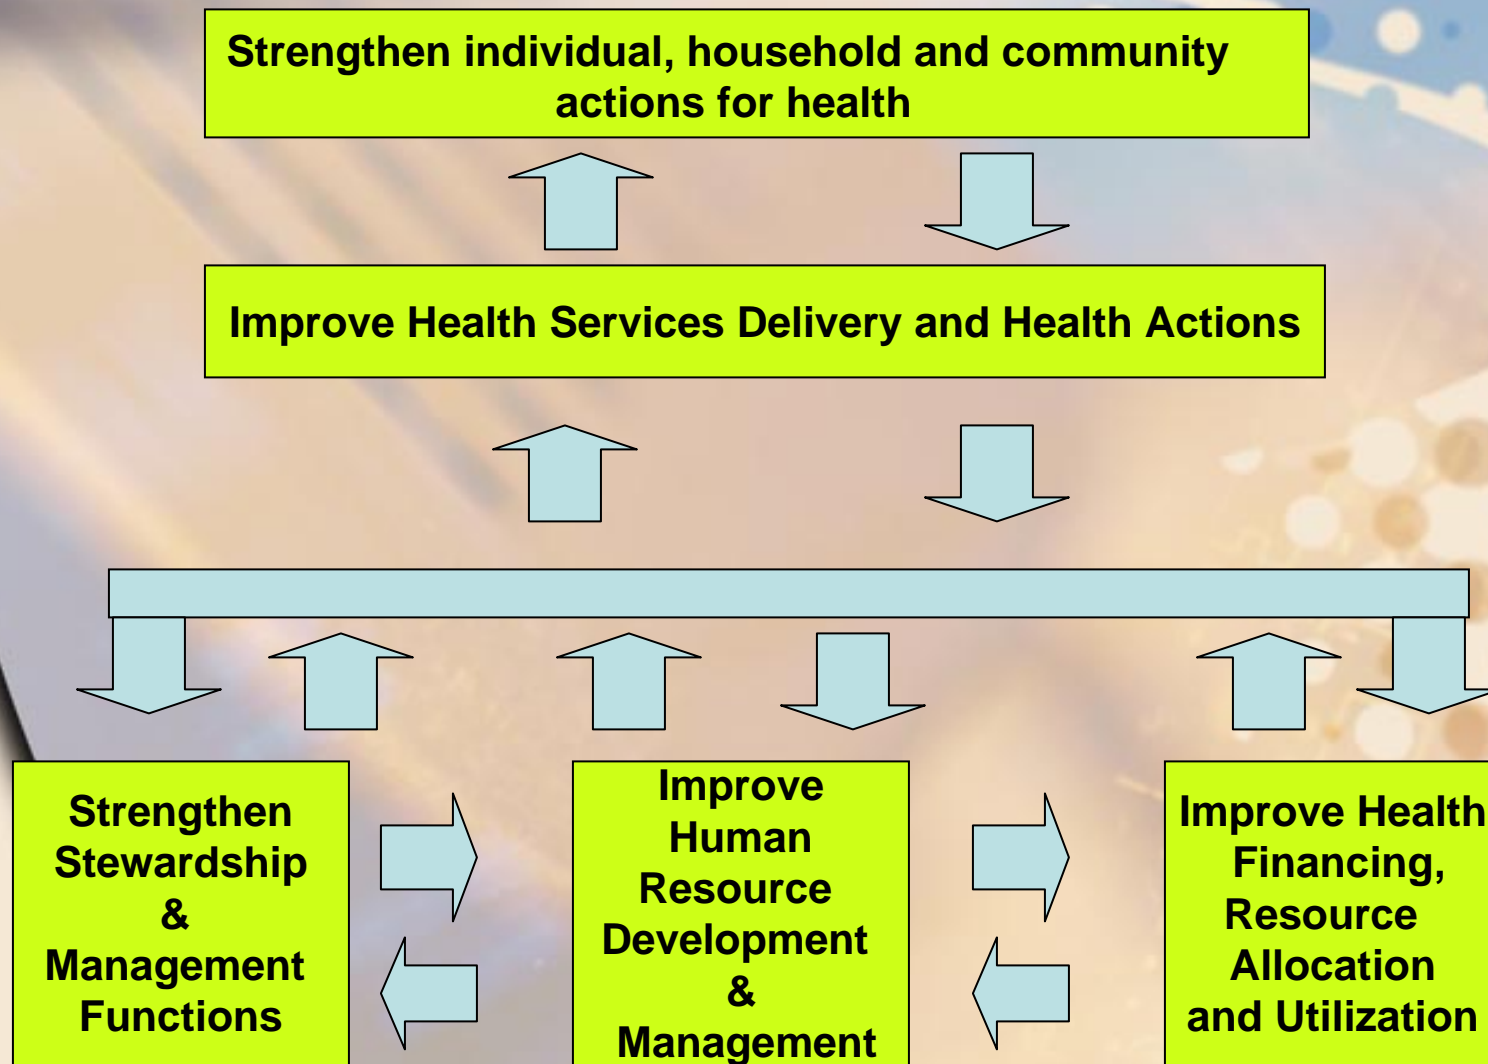 Strengthen individual, household and community
actions for health
Improve Health Services Delivery and Health Actions
Strengthen
Stewardship
&
Management
Functions
Improve
Human
Resource
Development
&
Management
Improve Health
Financing,
Resource
Allocation
and Utilization